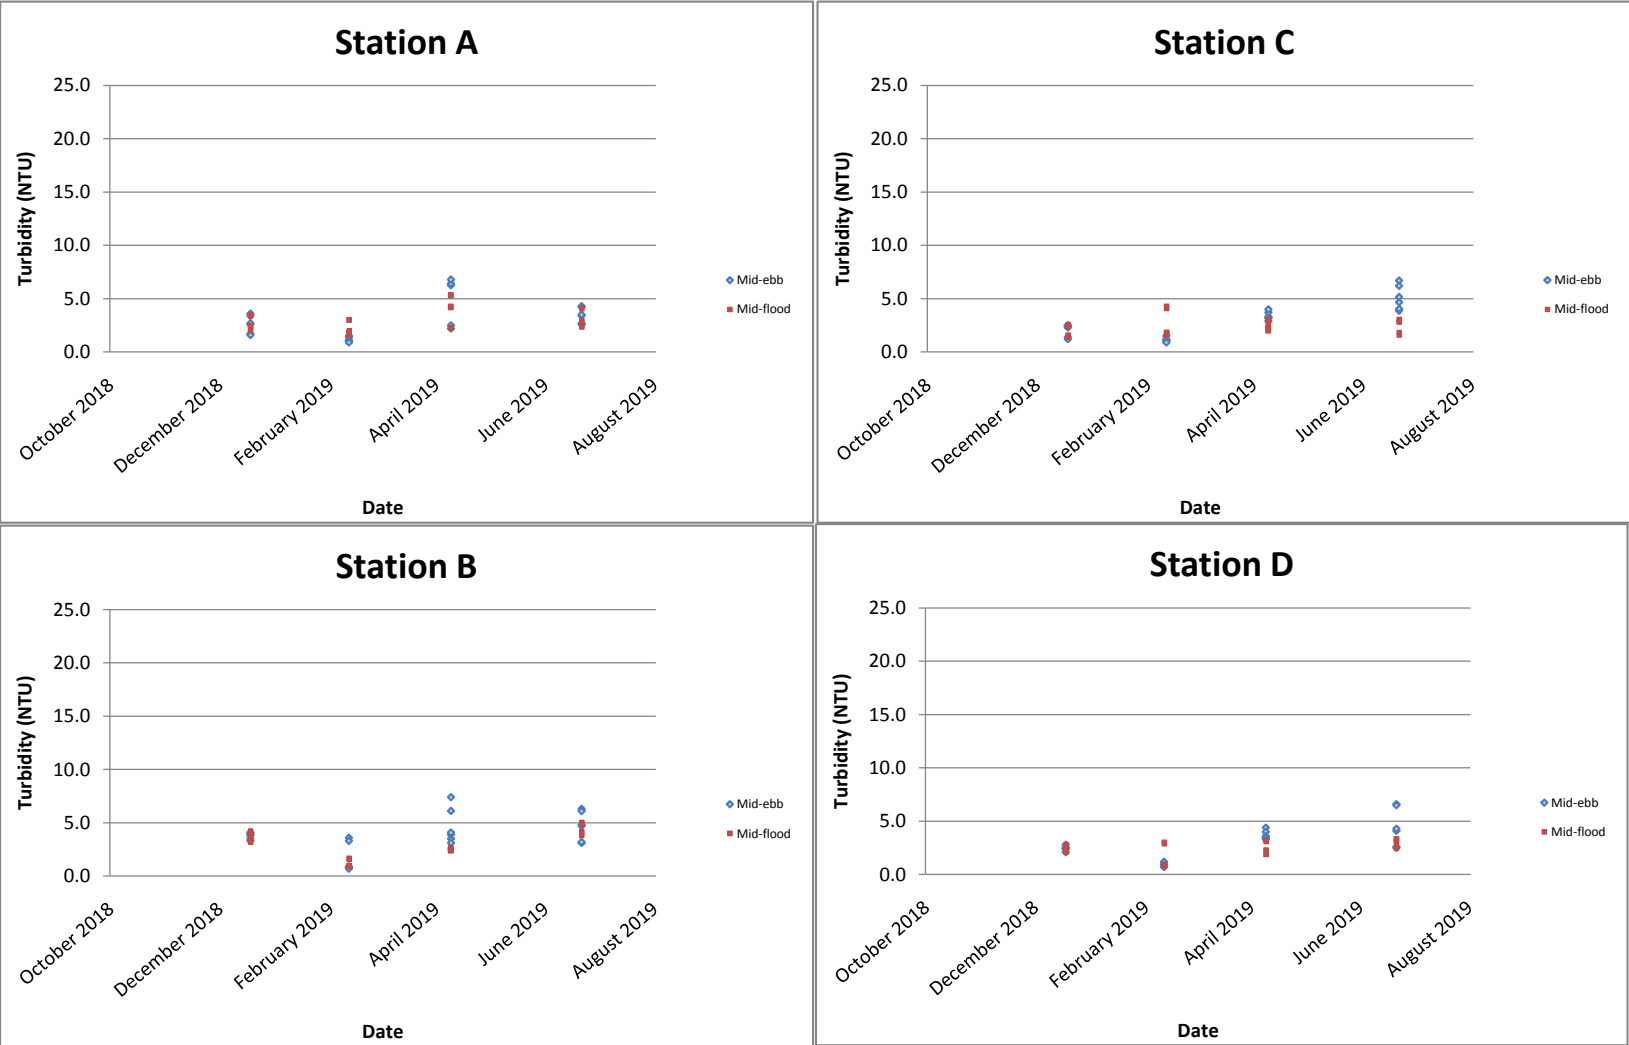 Station A
25.0
20.0
15.0
10.0
5.0
0.0
Turbidity (NTU)
October 2018
December 2018
February 2019
April 2019
June 2019
August 2019
Date
Mid-ebb
Mid-flood
Station C
25.0
20.0
15.0
10.0
5.0
0.0
Turbidity (NTU)
October 2018
December 2018
February 2019
April 2019
June 2019
August 2019
Date
Mid-ebb
Mid-flood
Station B
25.0
20.0
15.0
10.0
5.0
0.0
Turbidity (NTU)
October 2018
December 2018
February 2019
April 2019
June 2019
August 2019
Date
Mid-ebb
Mid-flood
Station D
25.0
20.0
15.0
10.0
5.0
0.0
Turbidity (NTU)
October 2018
December 2018
February 2019
April 2019
June 2019
August 2019
Date
Mid-ebb
Mid-flood